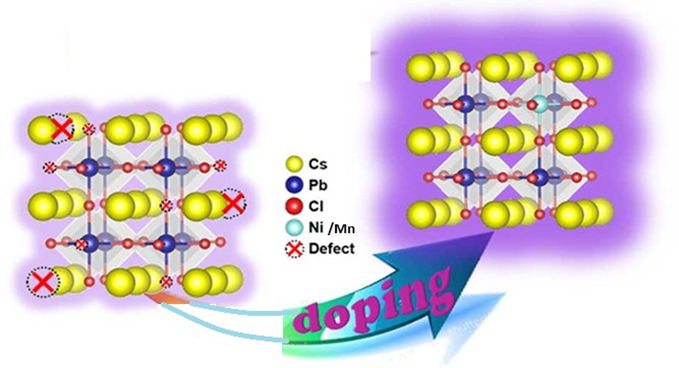 Cs
Pb
Cl
Ni /Mn
Defect
doping